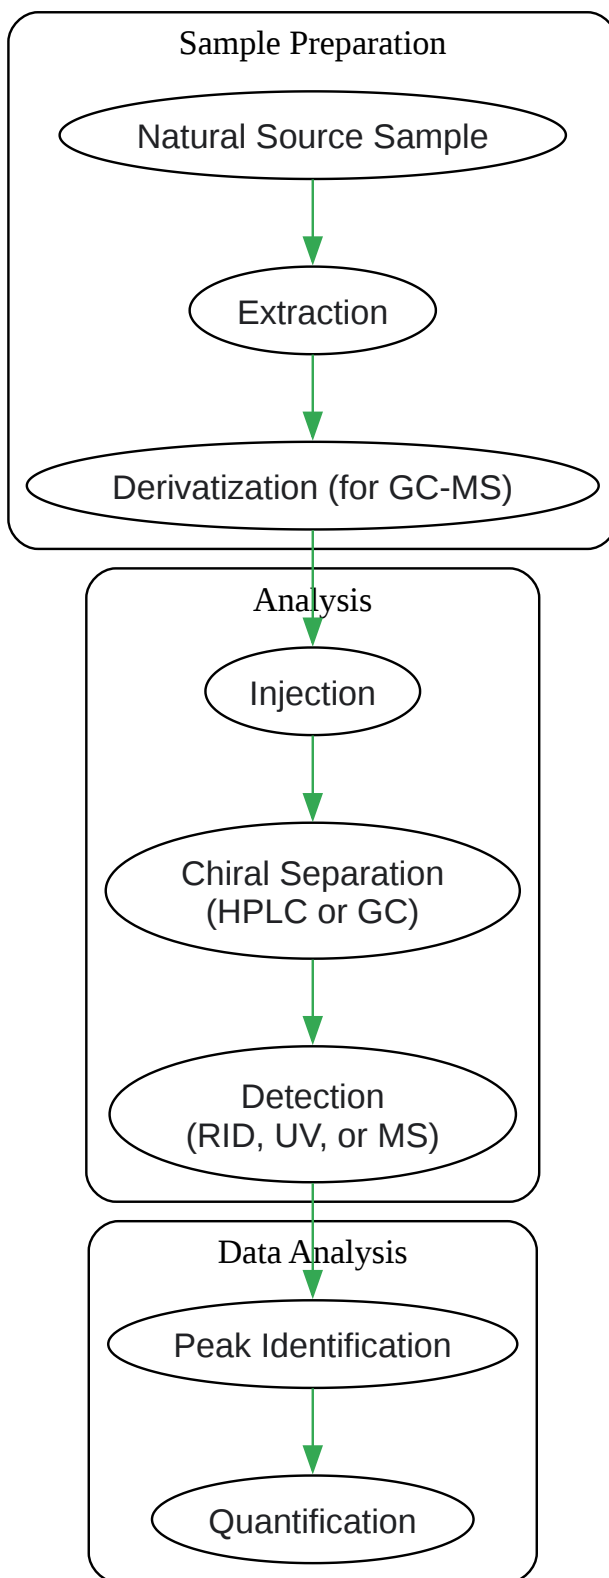 Sample Preparation
Natural Source Sample
Extraction
Derivatization (for GC-MS)
Analysis
Injection
Chiral Separation
(HPLC or GC)
Detection
(RID, UV, or MS)
Data Analysis
Peak Identification
Quantification